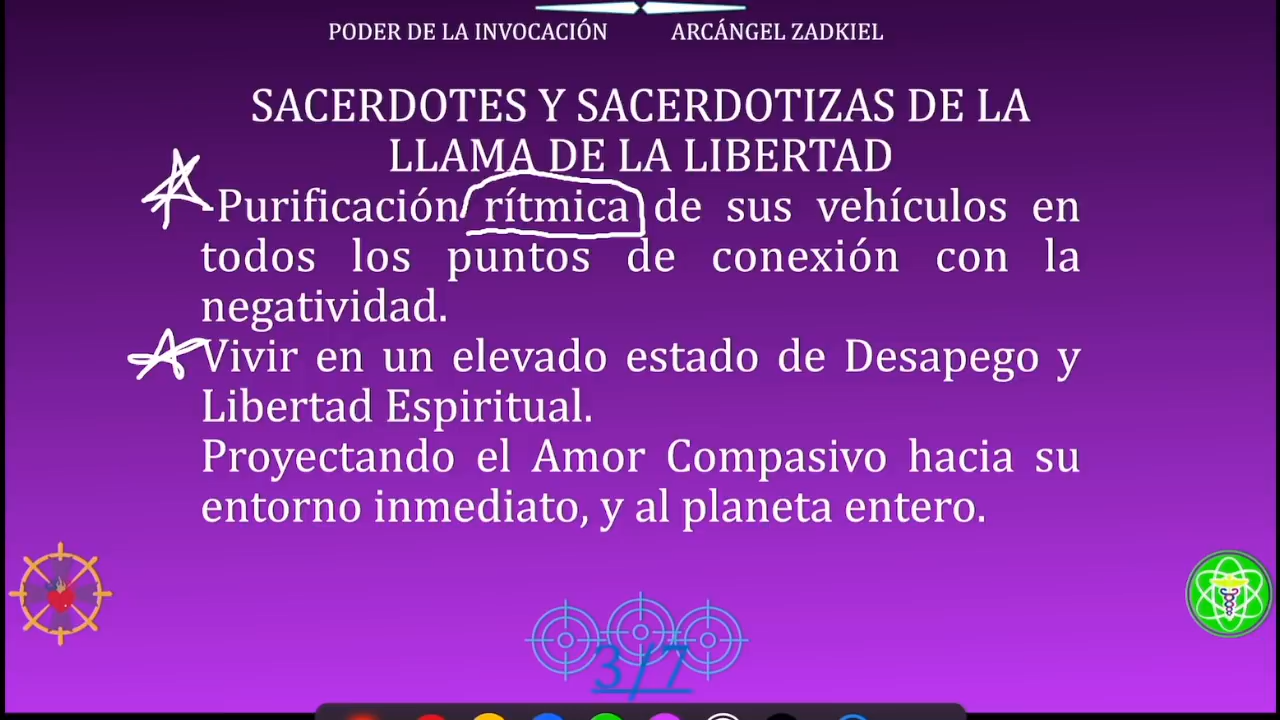 PODER DE LA INVOCACIÓN ARCÁNGEL ZADKIEL
SACERDOTES Y SACERDOTIZAS DE LA
LLAMA DE LA LIBERTAD
-Purificación rítmica de sus vehículos en
todos los puntos de conexión con la
negatividad.
Vivir en un elevado estado de Desapego y
Libertad Espiritual.
Proyectando el Amor Compasivo hacia su
entorno inmediato, y al planeta entero.
3/7